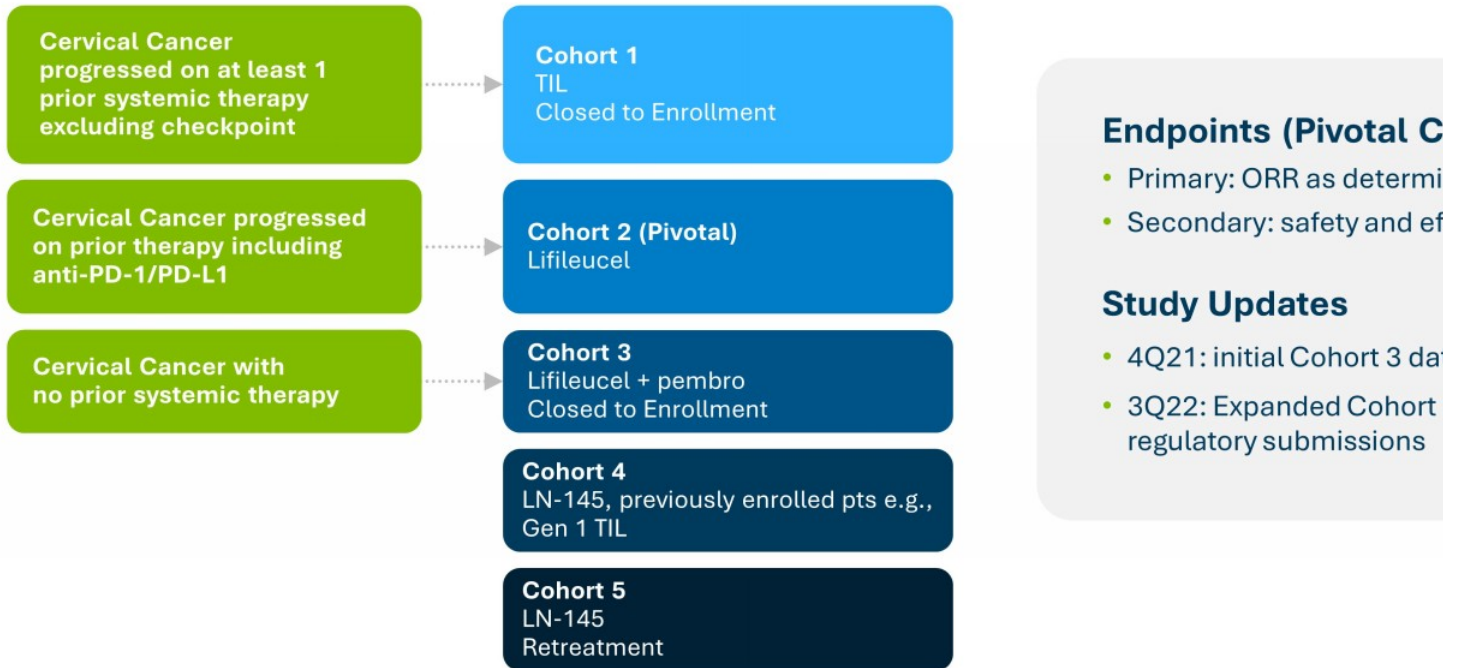 Cervical Cancer
progressed on at least 1
prior systemic therapy
excluding checkpoint
Cohort 1
TIL
Closed to Enrollment
Cervical Cancer progressed
on prior therapy including
anti-PD-1/PD-L1
Cohort 2 (Pivotal)
Lifileucel
Cervical Cancer with
no prior systemic therapy
Cohort 3
Lifileucel + pembro
Closed to Enrollment
Cohort 4
LN-145, previously enrolled pts e.g.,
Gen 1 TIL
Cohort 5
LN-145
Retreatment
Endpoints (Pivotal
• Primary: ORR as
• Secondary: safety and
Study Updates
• 4Q21: initial Cohort 3
• 3Q22: Expanded Cohort
regulatory submissions